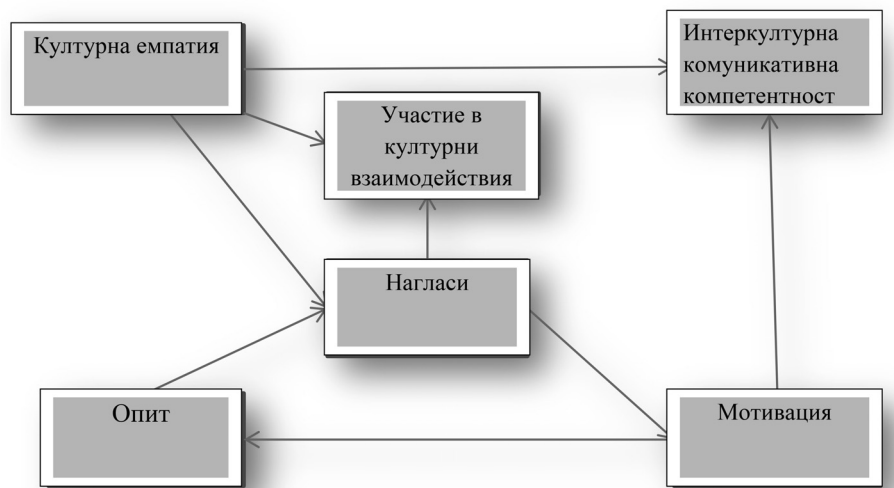 Културна емпатия
Интеркултурна
комуникативна
компетентност
Участие в
културни
взаимодействия
Нагласи
Опит
Мотивация